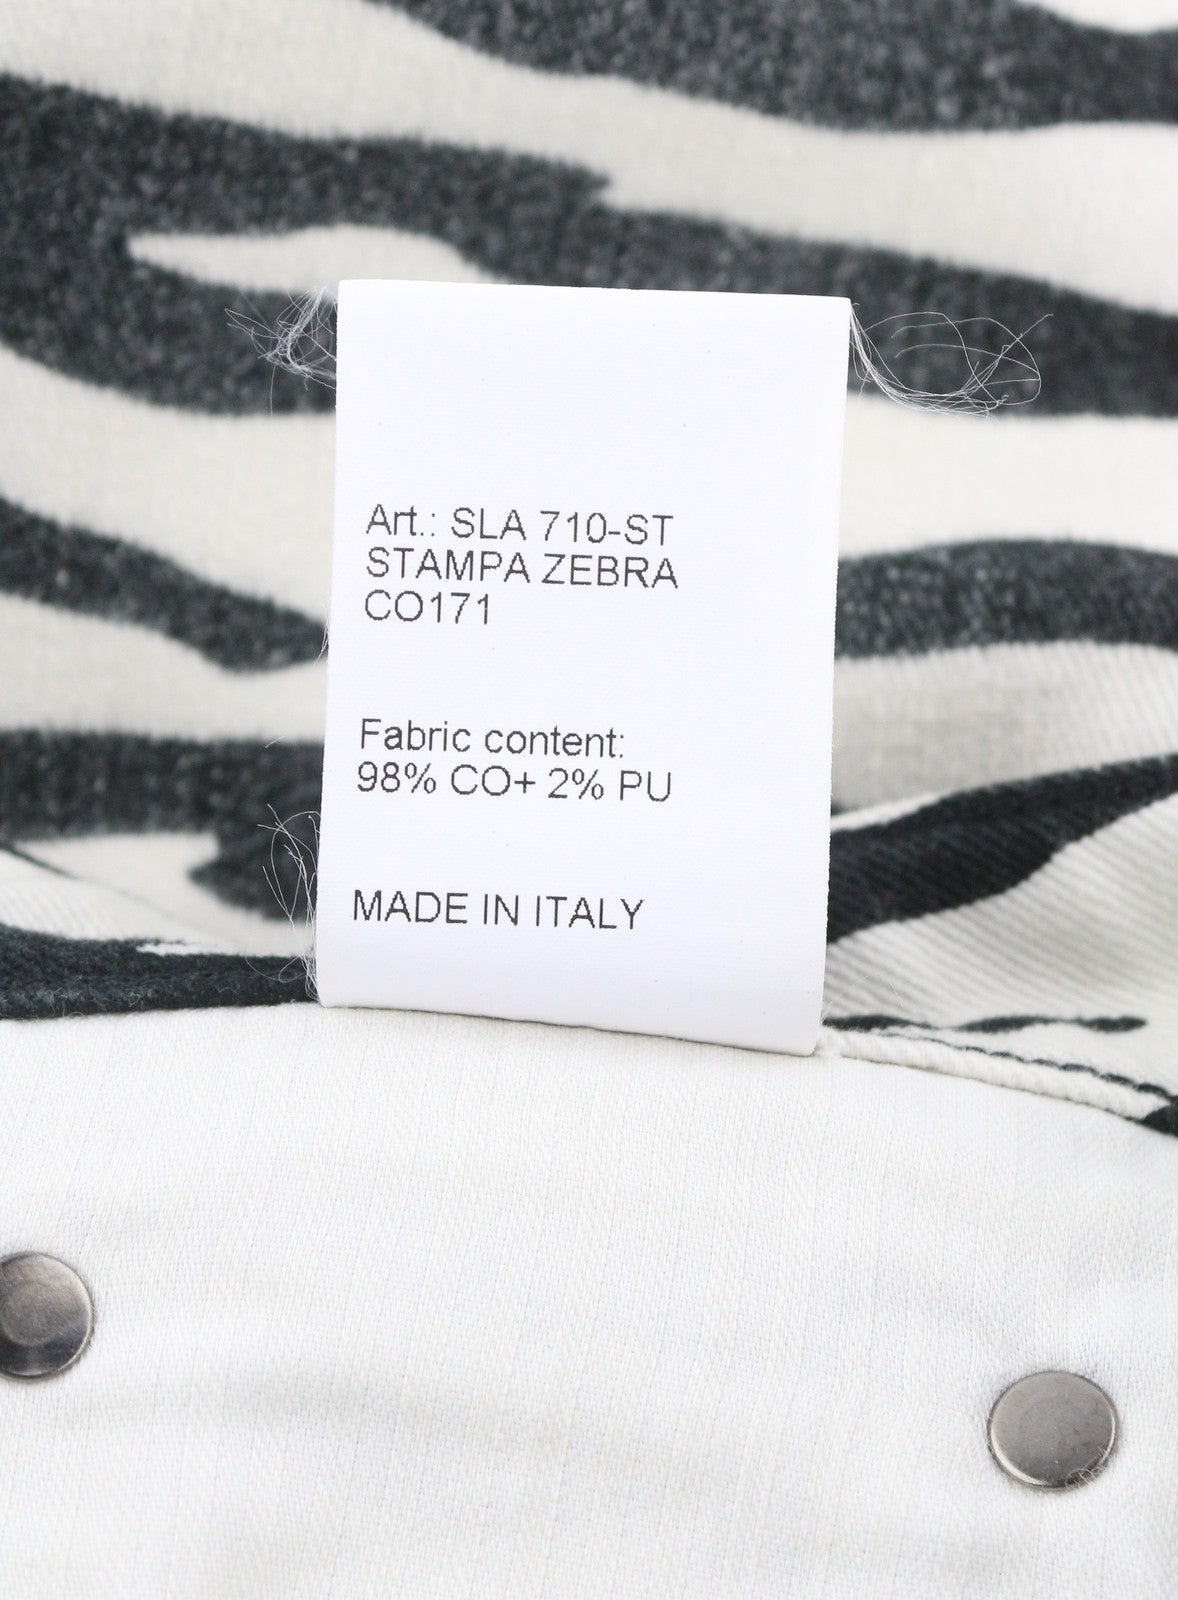 Art.: SLA 710-ST
STAMPA ZEBRA
CO171
Fabric content:
98% CO+ 2% PU
MADE IN ITALY